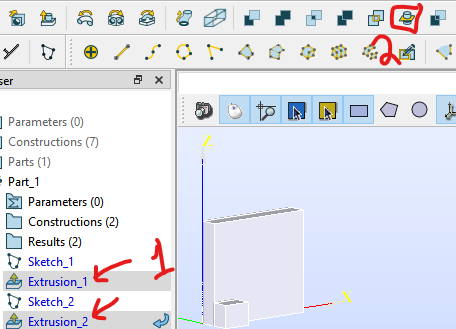 2
ser
Parameters (0)
Constructions (7)
Parts (1)
Part_1
Parameters (0)
Constructions (2)
Results (2)
Sketch_1
1
Extrusion_1
Sketch_2
Extrusion_2
Y
X